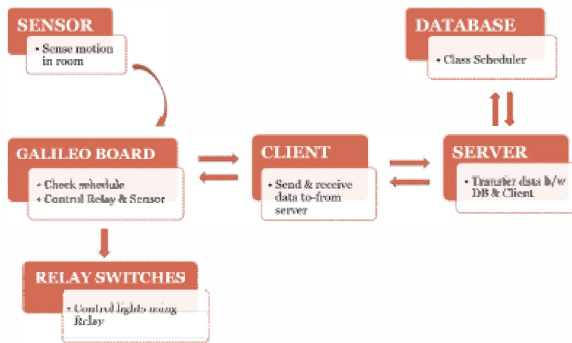 SENSOR
• Sense motion
in room
DATABASE
• Class Scheduler
GALILEO BOARD
• Check schedule
• Control Relay & Sensor
CLIENT
• Send & receive
data to-from
server
SERVER
• Transfer data b/w
DB & Client
RELAY SWITCHES
• Control lights using
Relay